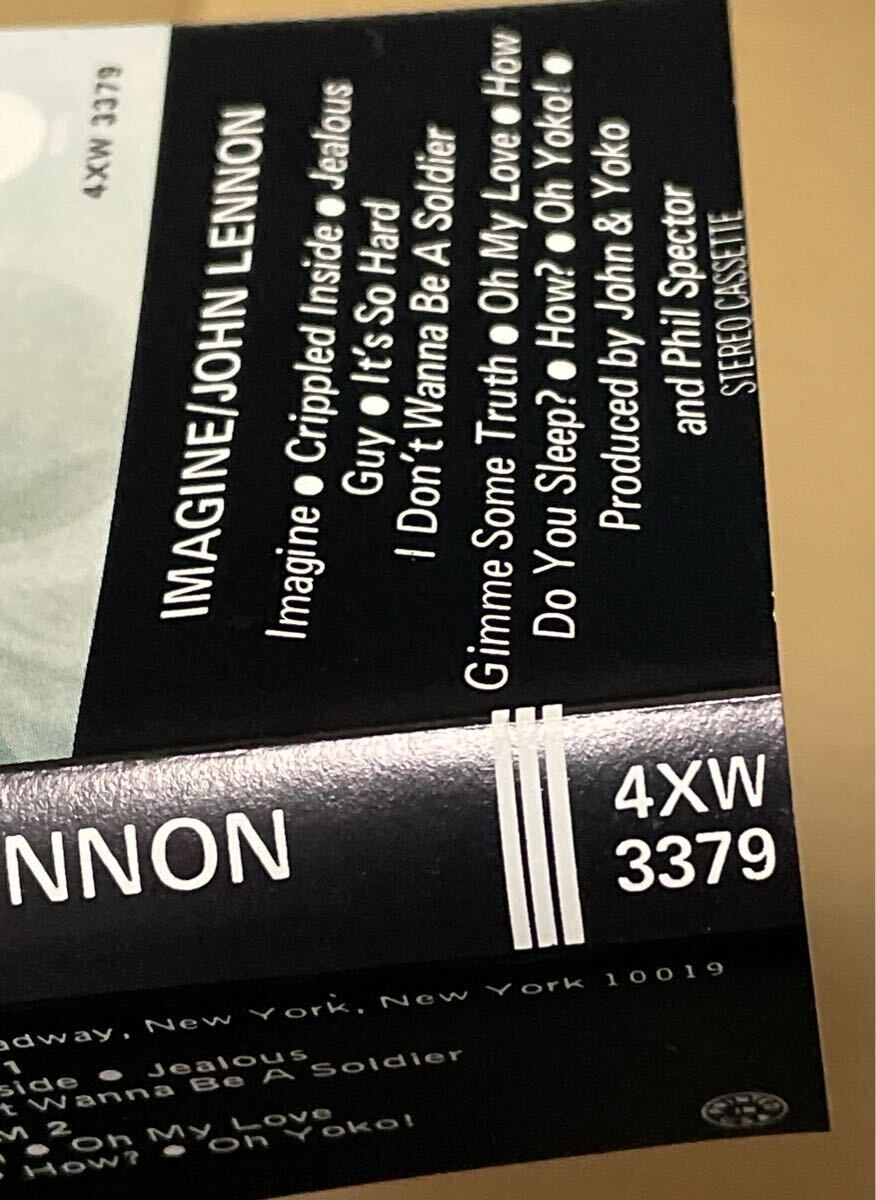 4XW 3379
IMAGINE/JOHN LENNON
Imagine ● Crippled Inside ● Jealous
Guy ● It's So Hard
I Don't Wanna Be A Soldier
Gimme Some Truth ● Oh My Love ● How
Do You Sleep? ● How? ● Oh Yoko! ●
Produced by John & Yoko
and Phil Spector
STEREO CASSETTE
NNON
4XW
3379
adway, New York, New York 10019
1
side ● Jealous
t Wanna Be A Soldier
M 2
● Oh My Love
How? ● Oh Yoko!